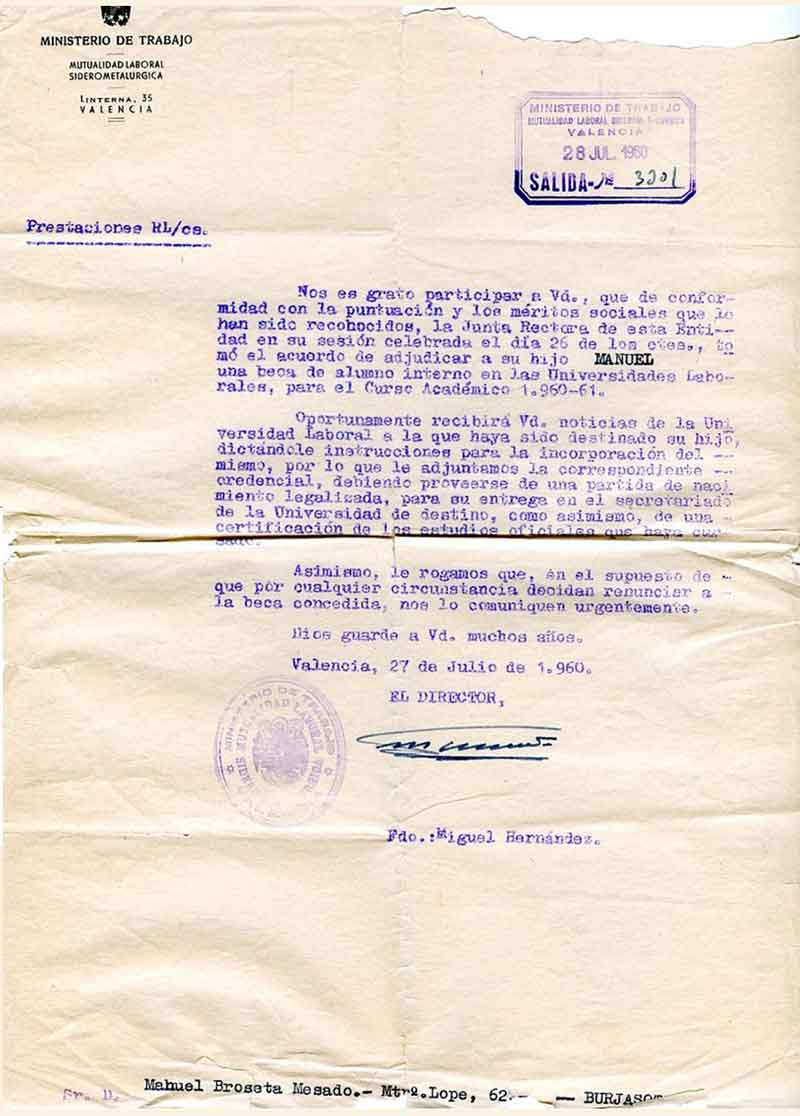 MINISTERIO DE TRABAJO
MUTUALIDAD LABORAL
SIDEROMETALURGICA
LINTERNA, 35
VALENCIA
MINISTERIO DE TRABAJO
MUTUALIDAD LABORAL
VALENCIA
28 JUL. 1960
SALIDA-Nº 3201
Prestaciones RL/cs.
Nos es grato participar a Vd., que de confor-
midad con la puntuación y los méritos sociales que le
han sido recohocidos, la Junta Rectora de esta Enti-
dad en su sesión celebrada el día 26 de los ctes., to
mó el acuerdo de adjudicar a su hijo MANUEL
una beca de alumno interno en las Universidades Labo-
rales, para el Curso Académico 1.960-61.
Oportunamente recibirá Vd. noticias de la Uni
versidad Laboral a la que haya sido destinado su hijo,
dictándole instrucciones para la incorporación del --
mismo, por lo que le adjuntamos la correspondiente --
credencial, debiendo proveerse de una partida de naci
miento legalizada, para su entrega en el secretariado
de la Universidad de destino, como asimismo, de una -
certificación de los estudios oficiales que haya cur-
sado.
Asimismo, le rogamos que, en el supuesto de -
que por cualquier circunstancia decidan renunciar a -
la beca concedida, nos lo comuniquen urgentemente.
Dios guarde a Vd. muchos años.
Valencia, 27 de Julio de 1.960.
EL DIRECTOR,
MINISTERIO DE TRABAJO
MUTUALIDAD LABORAL
Fdo.: Miguel Hernández.
Sr. D. Mahuel Broseta Mesado.- Mtrº.Lope, 62.- - BURJASOT